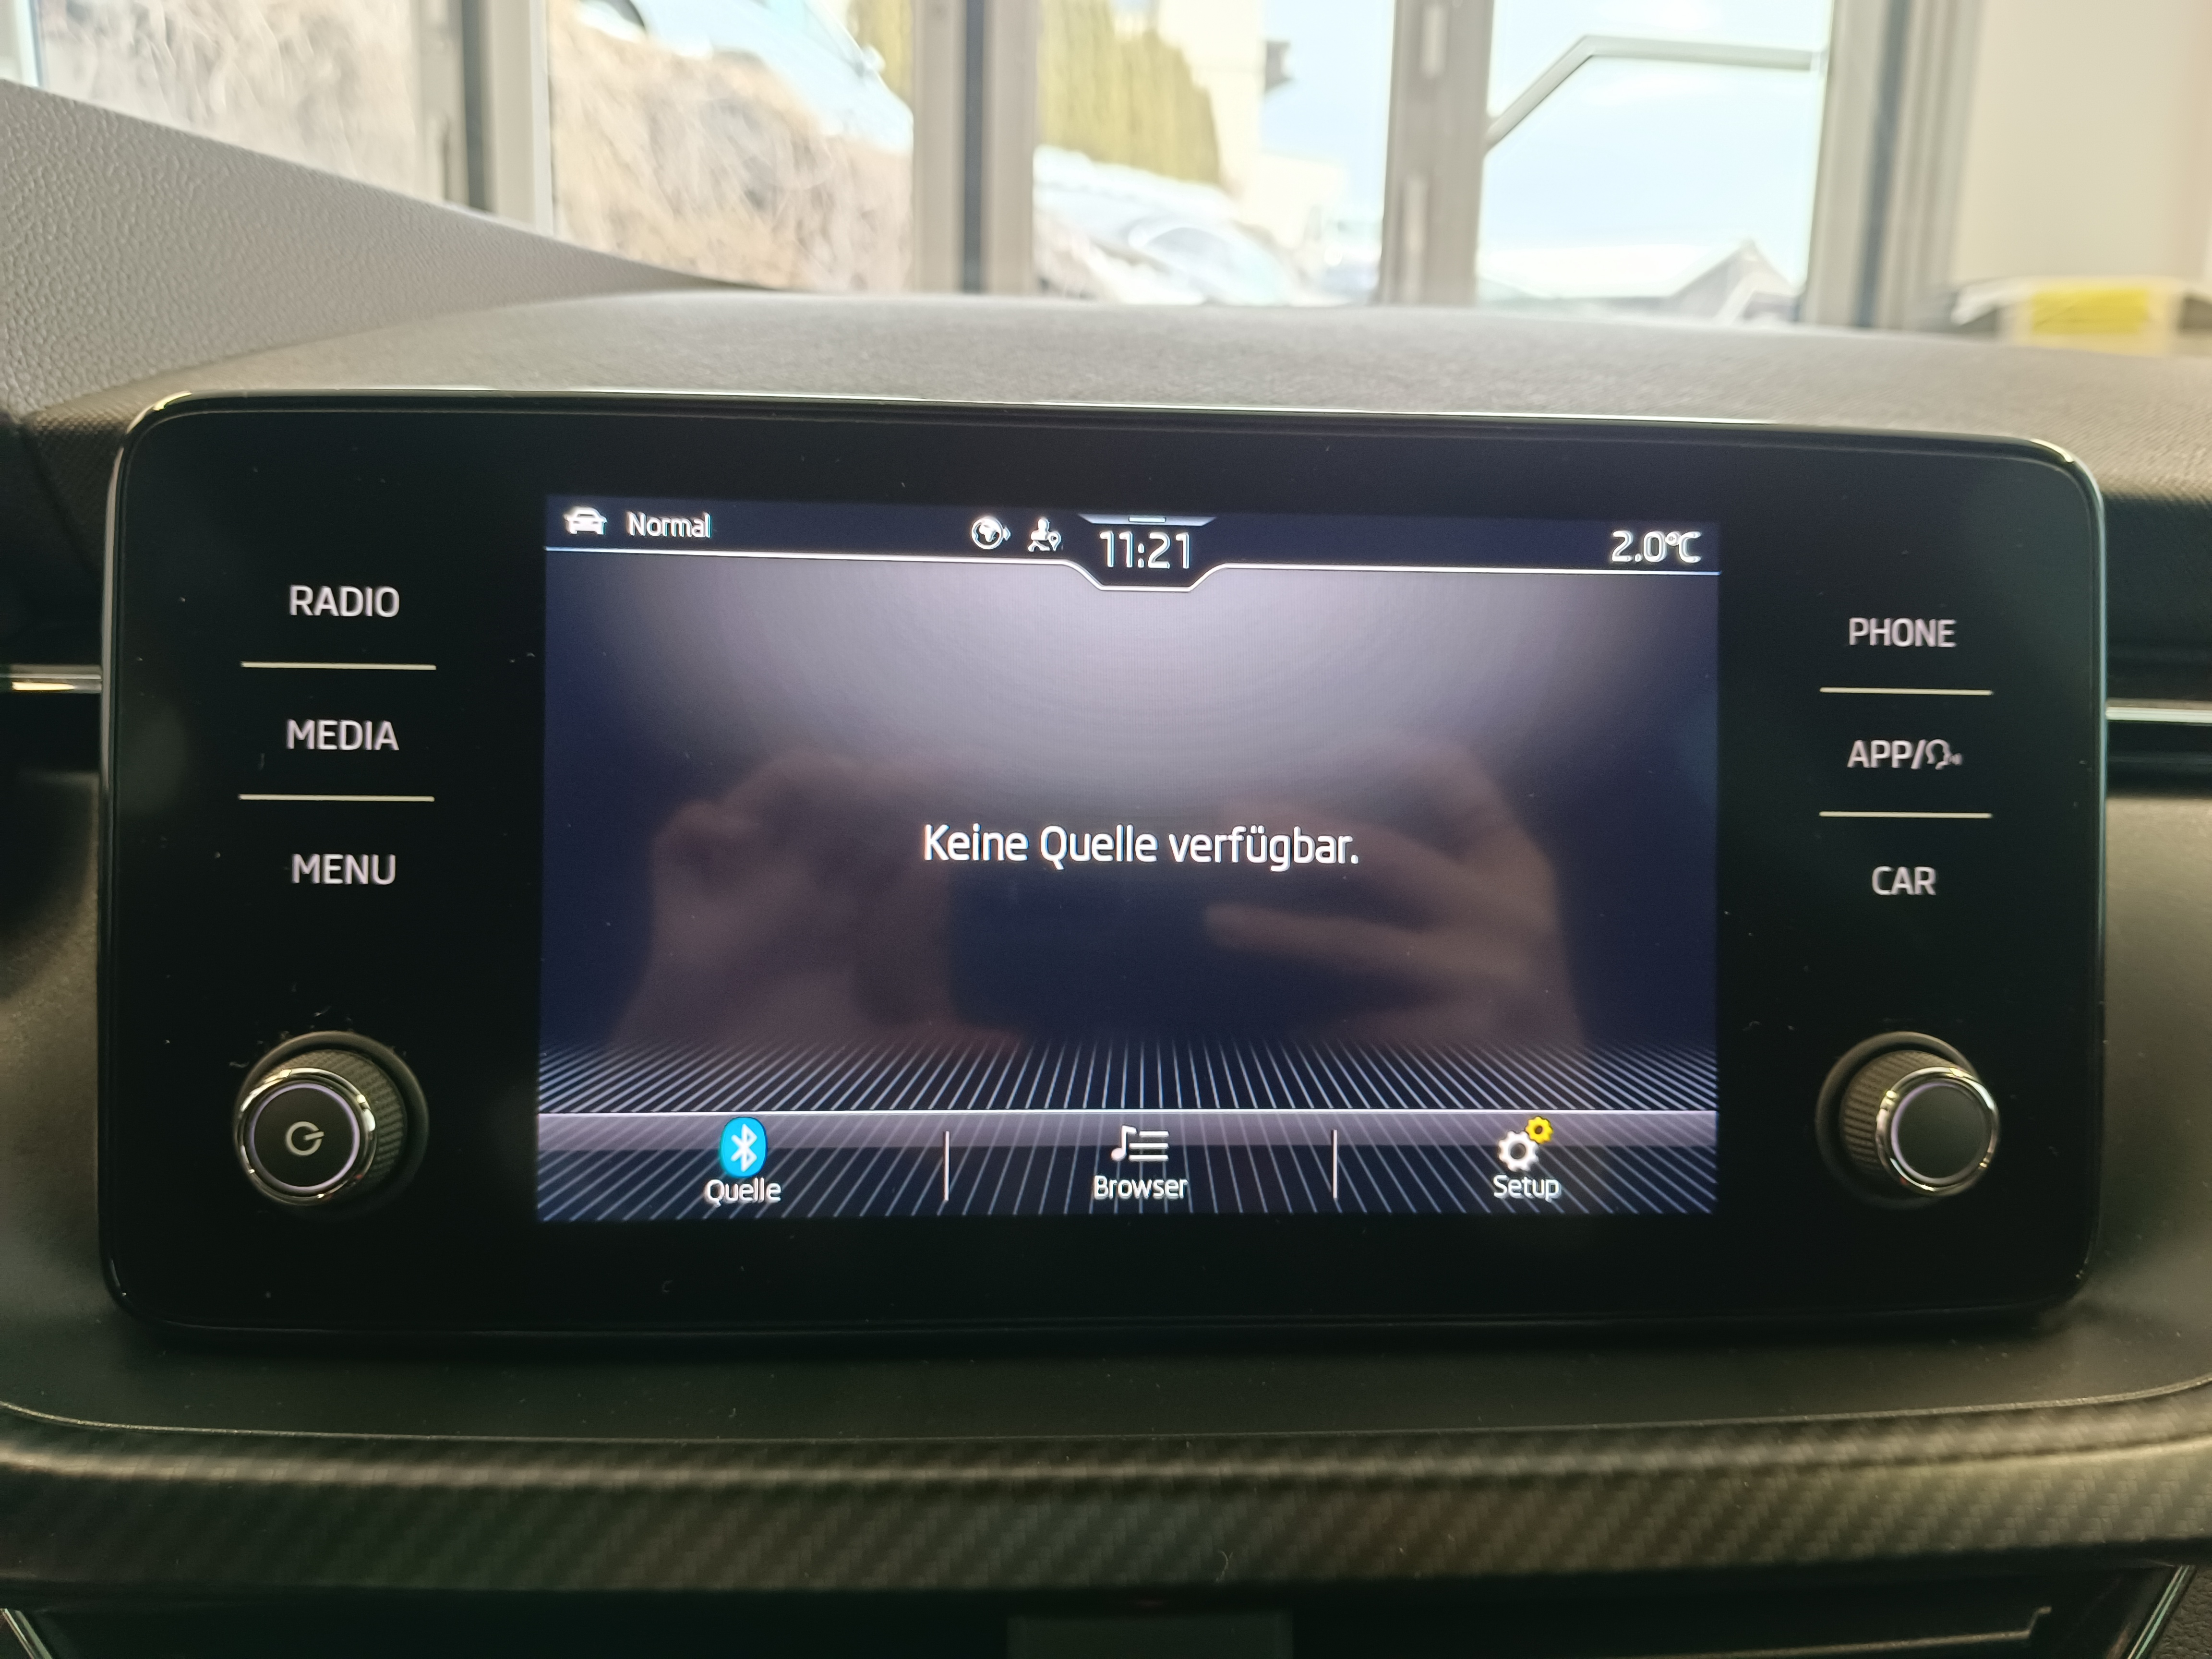 Normal
11:21
2.0°C
RADIO
MEDIA
MENU
PHONE
APP/
CAR
Keine Quelle verfügbar.
Quelle
Browser
Setup